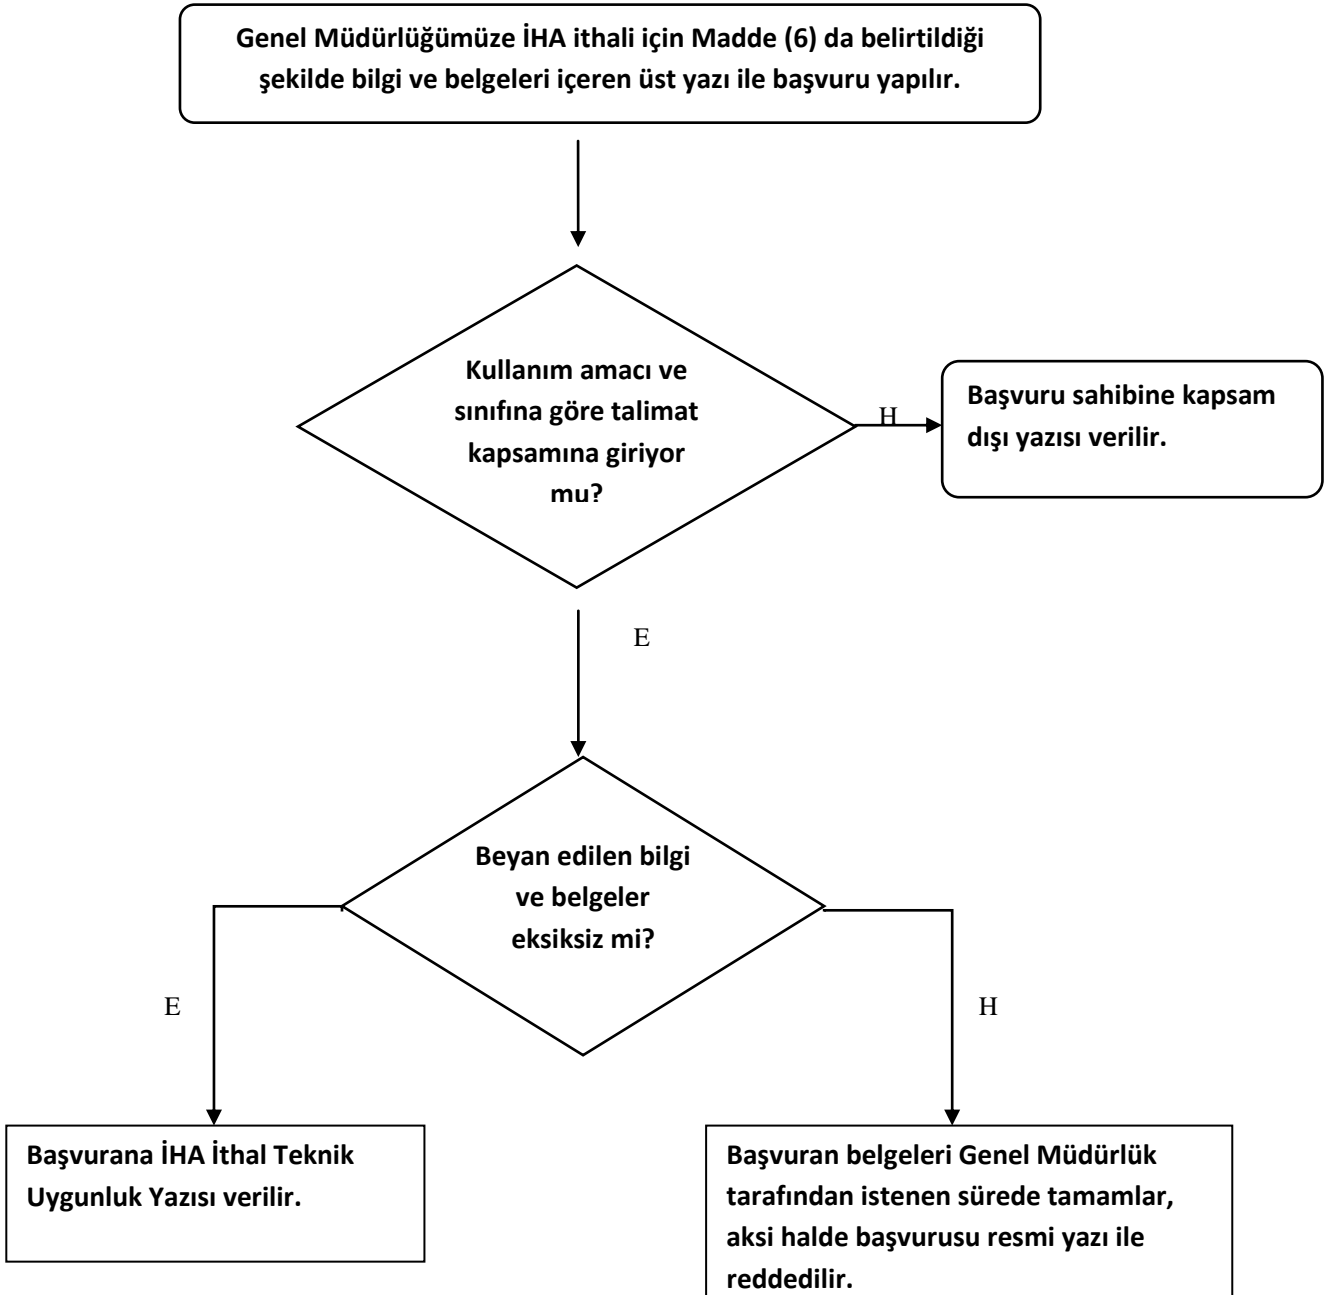 Genel Müdürlüğümüze İHA ithali için Madde (6) da belirtildiği
şekilde bilgi ve belgeleri içeren üst yazı ile başvuru yapılır.
Kullanım amacı ve
sınıfına göre talimat
kapsamına giriyor
mu?
H
Başvuru sahibine kapsam
dışı yazısı verilir.
E
Beyan edilen bilgi
ve belgeler
eksiksiz mi?
E
H
Başvurana İHA İthal Teknik
Uygunluk Yazısı verilir.
Başvuran belgeleri Genel Müdürlük
tarafından istenen sürede tamamlar,
aksi halde başvurusu resmi yazı ile
reddedilir.